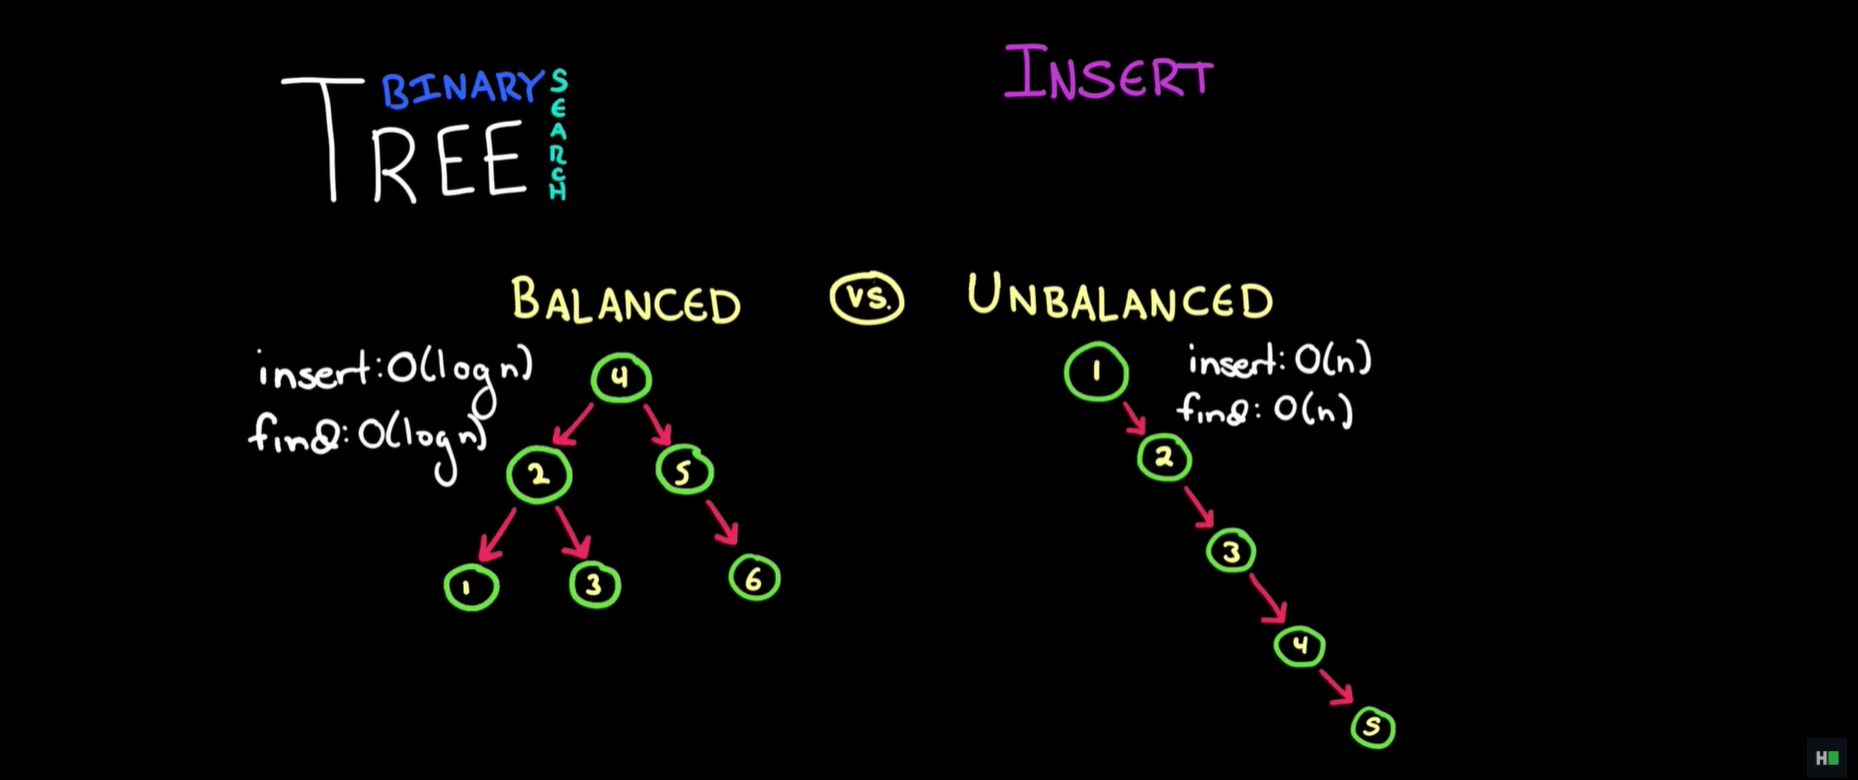 BINARY
TREE
SEARCH
INSERT
BALANCED
VS.
UNBALANCED
insert: O(log n)
find: O(log n)
4
2
5
1
3
6
insert: O(n)
find: O(n)
1
2
3
4
5
H